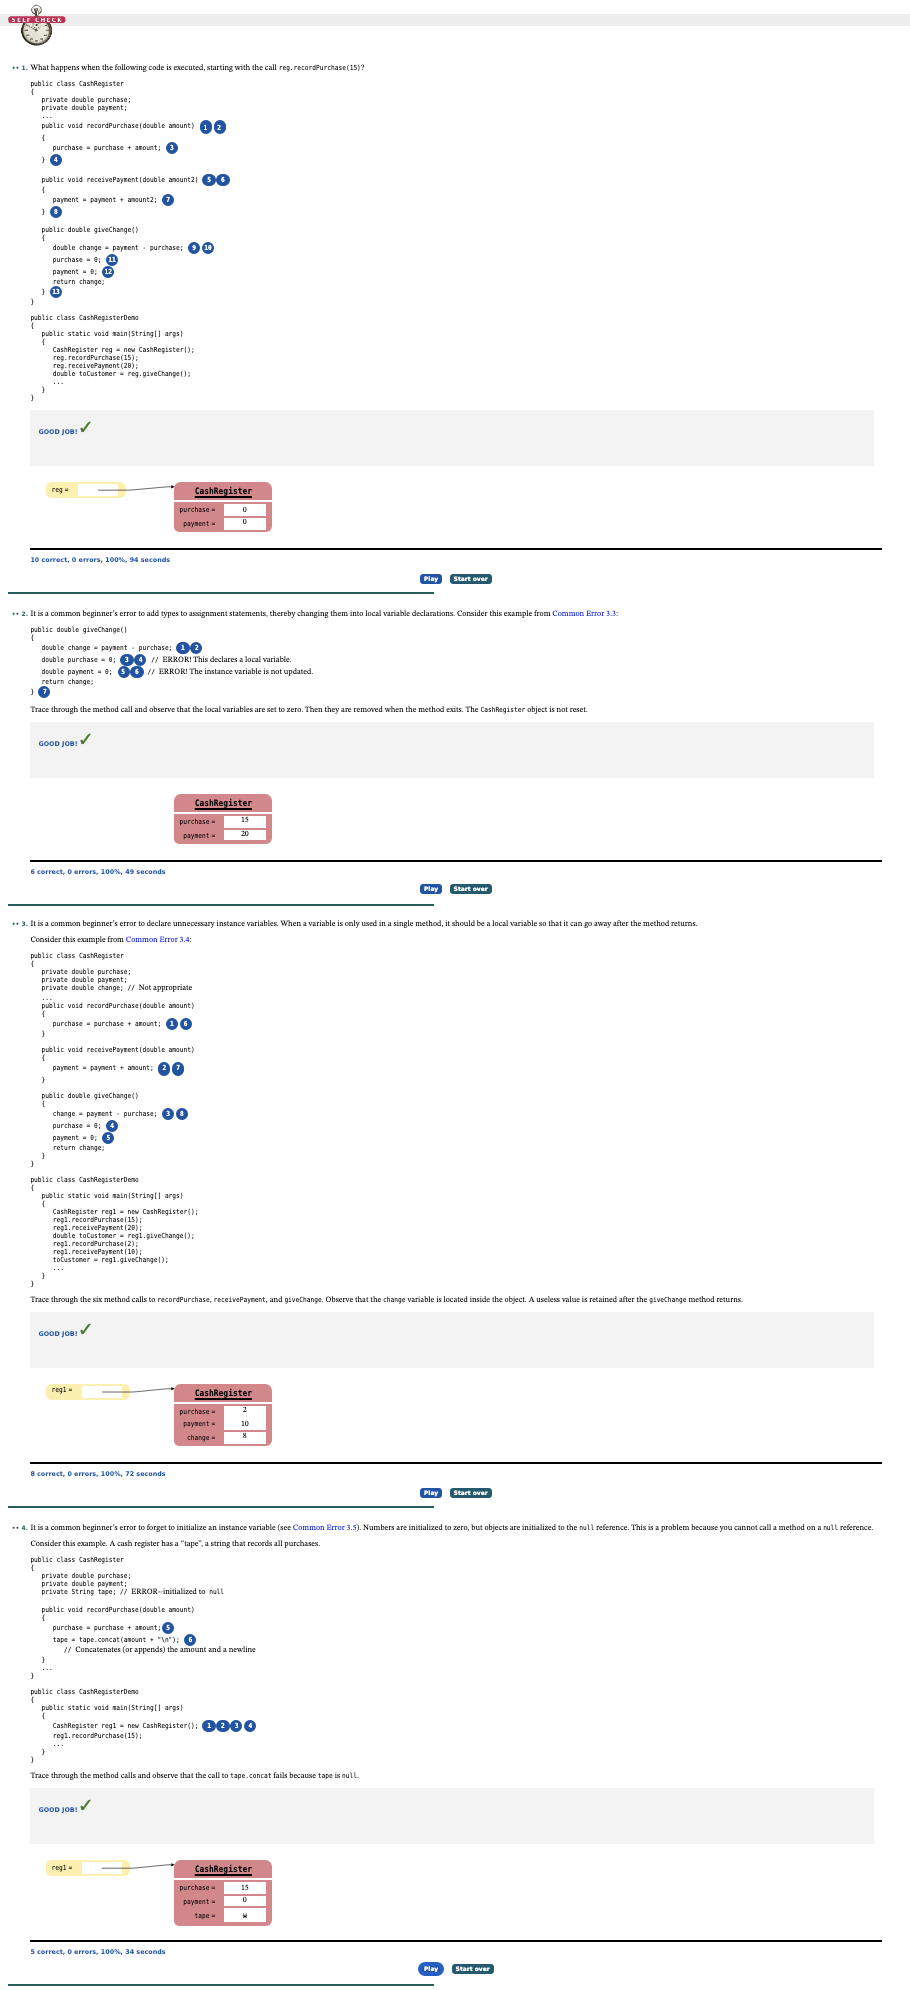 SELF CHECK
•• 1. What happens when the following code is executed, starting with the call reg.recordPurchase(15)?
public class CashRegister
{
private double purchase;
private double payment;
...
public void recordPurchase(double amount) 1 2
{
purchase = purchase + amount; 3
} 4
public void receivePayment(double amount2) 5 6
{
payment = payment + amount2; 7
} 8
public double giveChange()
{
double change = payment - purchase; 9 10
purchase = 0; 11
payment = 0; 12
return change;
} 13
}
public class CashRegisterDemo
{
public static void main(String[] args)
{
CashRegister reg = new CashRegister();
reg.recordPurchase(15);
reg.receivePayment(20);
double toCustomer = reg.giveChange();
...
}
}
GOOD JOB! ✓
reg =
CashRegister
purchase = 0
payment = 0
10 correct, 0 errors, 100%, 94 seconds
Play Start over
•• 2. It is a common beginner's error to add types to assignment statements, thereby changing them into local variable declarations. Consider this example from Common Error 3.3:
public double giveChange()
{
double change = payment - purchase; 1 2
double purchase = 0; 3 4 // ERROR! This declares a local variable.
double payment = 0; 5 6 // ERROR! The instance variable is not updated.
return change;
} 7
Trace through the method call and observe that the local variables are set to zero. Then they are removed when the method exits. The CashRegister object is not reset.
GOOD JOB! ✓
CashRegister
purchase = 15
payment = 20
6 correct, 0 errors, 100%, 49 seconds
Play Start over
•• 3. It is a common beginner's error to declare unnecessary instance variables. When a variable is only used in a single method, it should be a local variable so that it can go away after the method returns.
Consider this example from Common Error 3.4:
public class CashRegister
{
private double purchase;
private double payment;
private double change; // Not appropriate
...
public void recordPurchase(double amount)
{
purchase = purchase + amount; 1 6
}
public void receivePayment(double amount)
{
payment = payment + amount; 2 7
}
public double giveChange()
{
change = payment - purchase; 3 8
purchase = 0; 4
payment = 0; 5
return change;
}
}
public class CashRegisterDemo
{
public static void main(String[] args)
{
CashRegister reg1 = new CashRegister();
reg1.recordPurchase(15);
reg1.receivePayment(20);
double toCustomer = reg1.giveChange();
reg1.recordPurchase(2);
reg1.receivePayment(10);
toCustomer = reg1.giveChange();
...
}
}
Trace through the six method calls to recordPurchase, receivePayment, and giveChange. Observe that the change variable is located inside the object. A useless value is retained after the giveChange method returns.
GOOD JOB! ✓
reg1 =
CashRegister
purchase = 2
payment = 10
change = 8
8 correct, 0 errors, 100%, 72 seconds
Play Start over
•• 4. It is a common beginner's error to forget to initialize an instance variable (see Common Error 3.5). Numbers are initialized to zero, but objects are initialized to the null reference. This is a problem because you cannot call a method on a null reference.
Consider this example. A cash register has a "tape", a string that records all purchases.
public class CashRegister
{
private double purchase;
private double payment;
private String tape; // ERROR–initialized to null
public void recordPurchase(double amount)
{
purchase = purchase + amount; 5
tape = tape.concat(amount + "\n"); 6
// Concatenates (or appends) the amount and a newline
}
...
}
public class CashRegisterDemo
{
public static void main(String[] args)
{
CashRegister reg1 = new CashRegister(); 1 2 3 4
reg1.recordPurchase(15);
...
}
}
Trace through the method calls and observe that the call to tape.concat fails because tape is null.
GOOD JOB! ✓
reg1 =
CashRegister
purchase = 15
payment = 0
tape = ☠
5 correct, 0 errors, 100%, 34 seconds
Play Start over